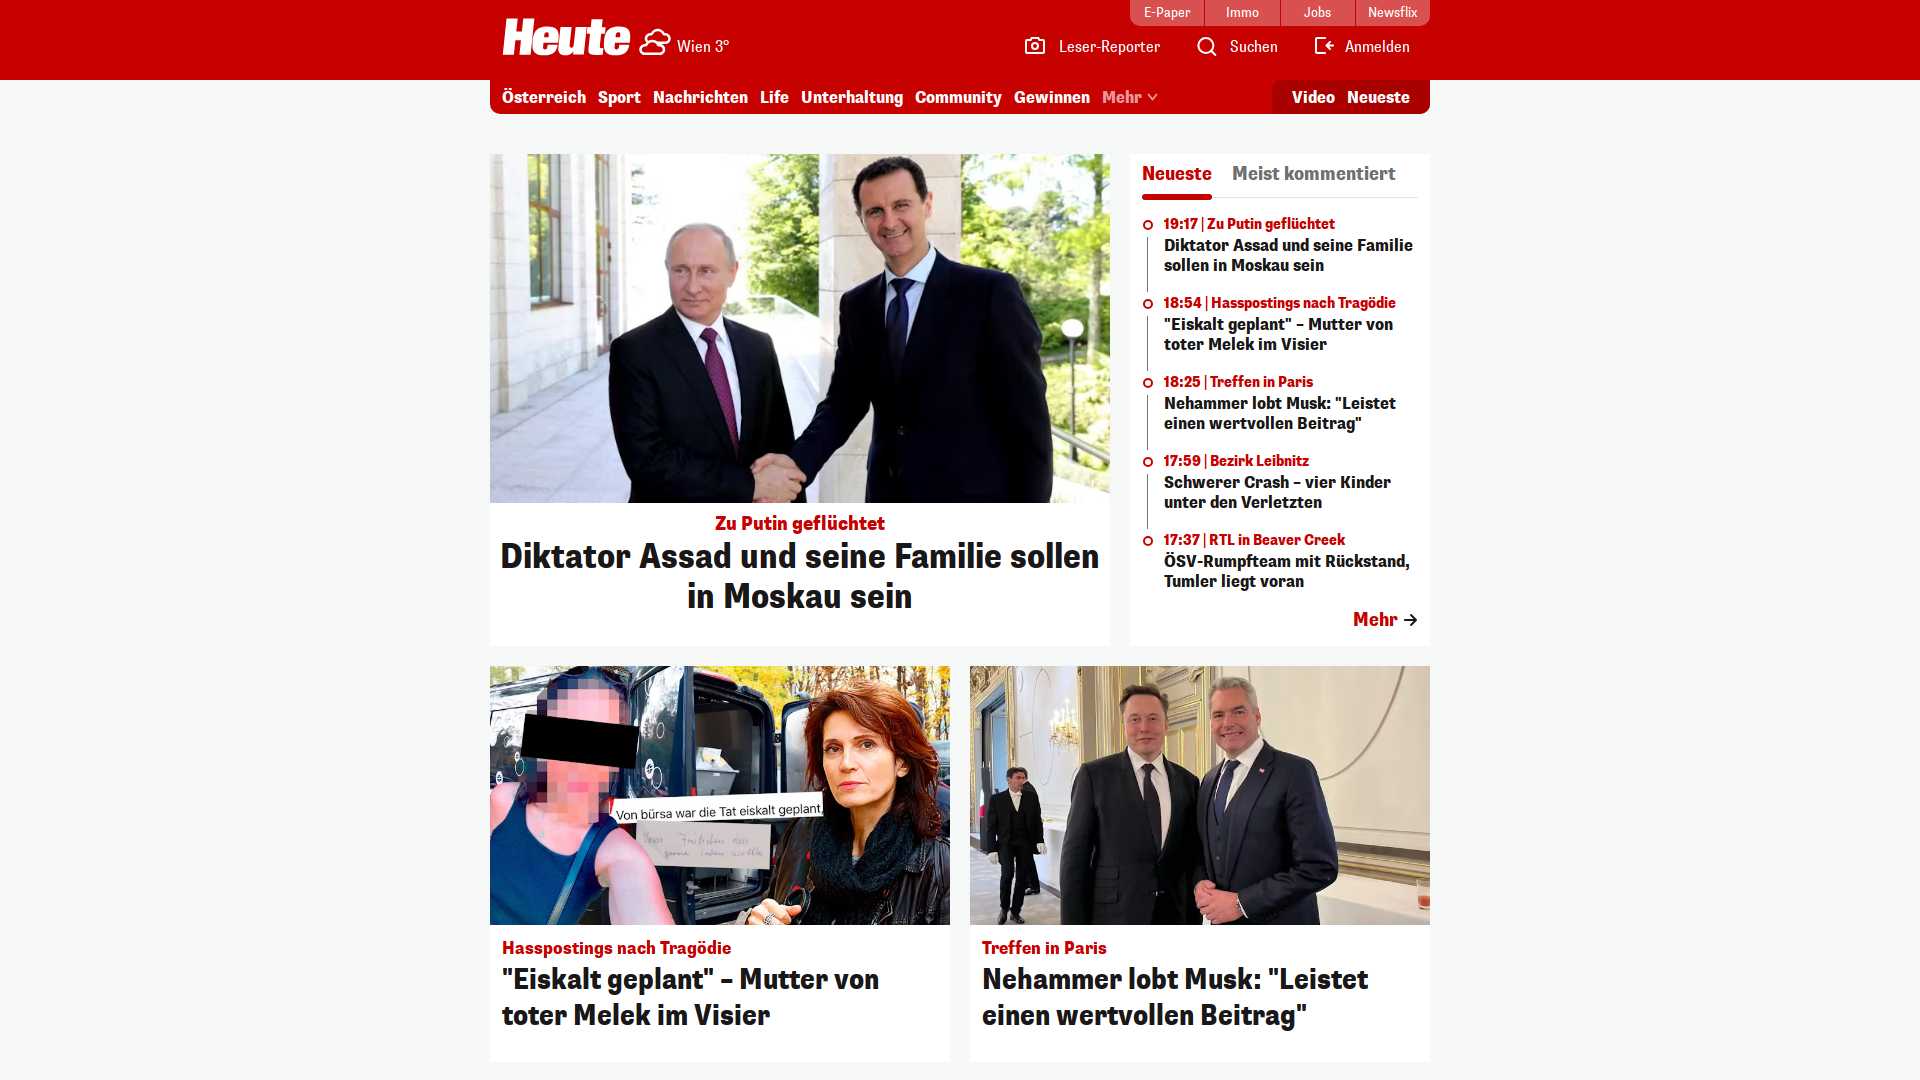 E-Paper
Immo
Jobs
Newsflix
Heute
Wien 3°
Leser-Reporter
Suchen
Anmelden
Österreich
Sport
Nachrichten
Life
Unterhaltung
Community
Gewinnen
Mehr
Video
Neueste
Zu Putin geflüchtet
Diktator Assad und seine Familie sollen
in Moskau sein
Neueste
Meist kommentiert
19:17 | Zu Putin geflüchtet
Diktator Assad und seine Familie
sollen in Moskau sein
18:54 | Hasspostings nach Tragödie
"Eiskalt geplant" – Mutter von
toter Melek im Visier
18:25 | Treffen in Paris
Nehammer lobt Musk: "Leistet
einen wertvollen Beitrag"
17:59 | Bezirk Leibnitz
Schwerer Crash – vier Kinder
unter den Verletzten
17:37 | RTL in Beaver Creek
ÖSV-Rumpfteam mit Rückstand,
Tumler liegt voran
Mehr
Von bürsa war die Tat eiskalt geplant,
Hasspostings nach Tragödie
"Eiskalt geplant" – Mutter von
toter Melek im Visier
Treffen in Paris
Nehammer lobt Musk: "Leistet
einen wertvollen Beitrag"